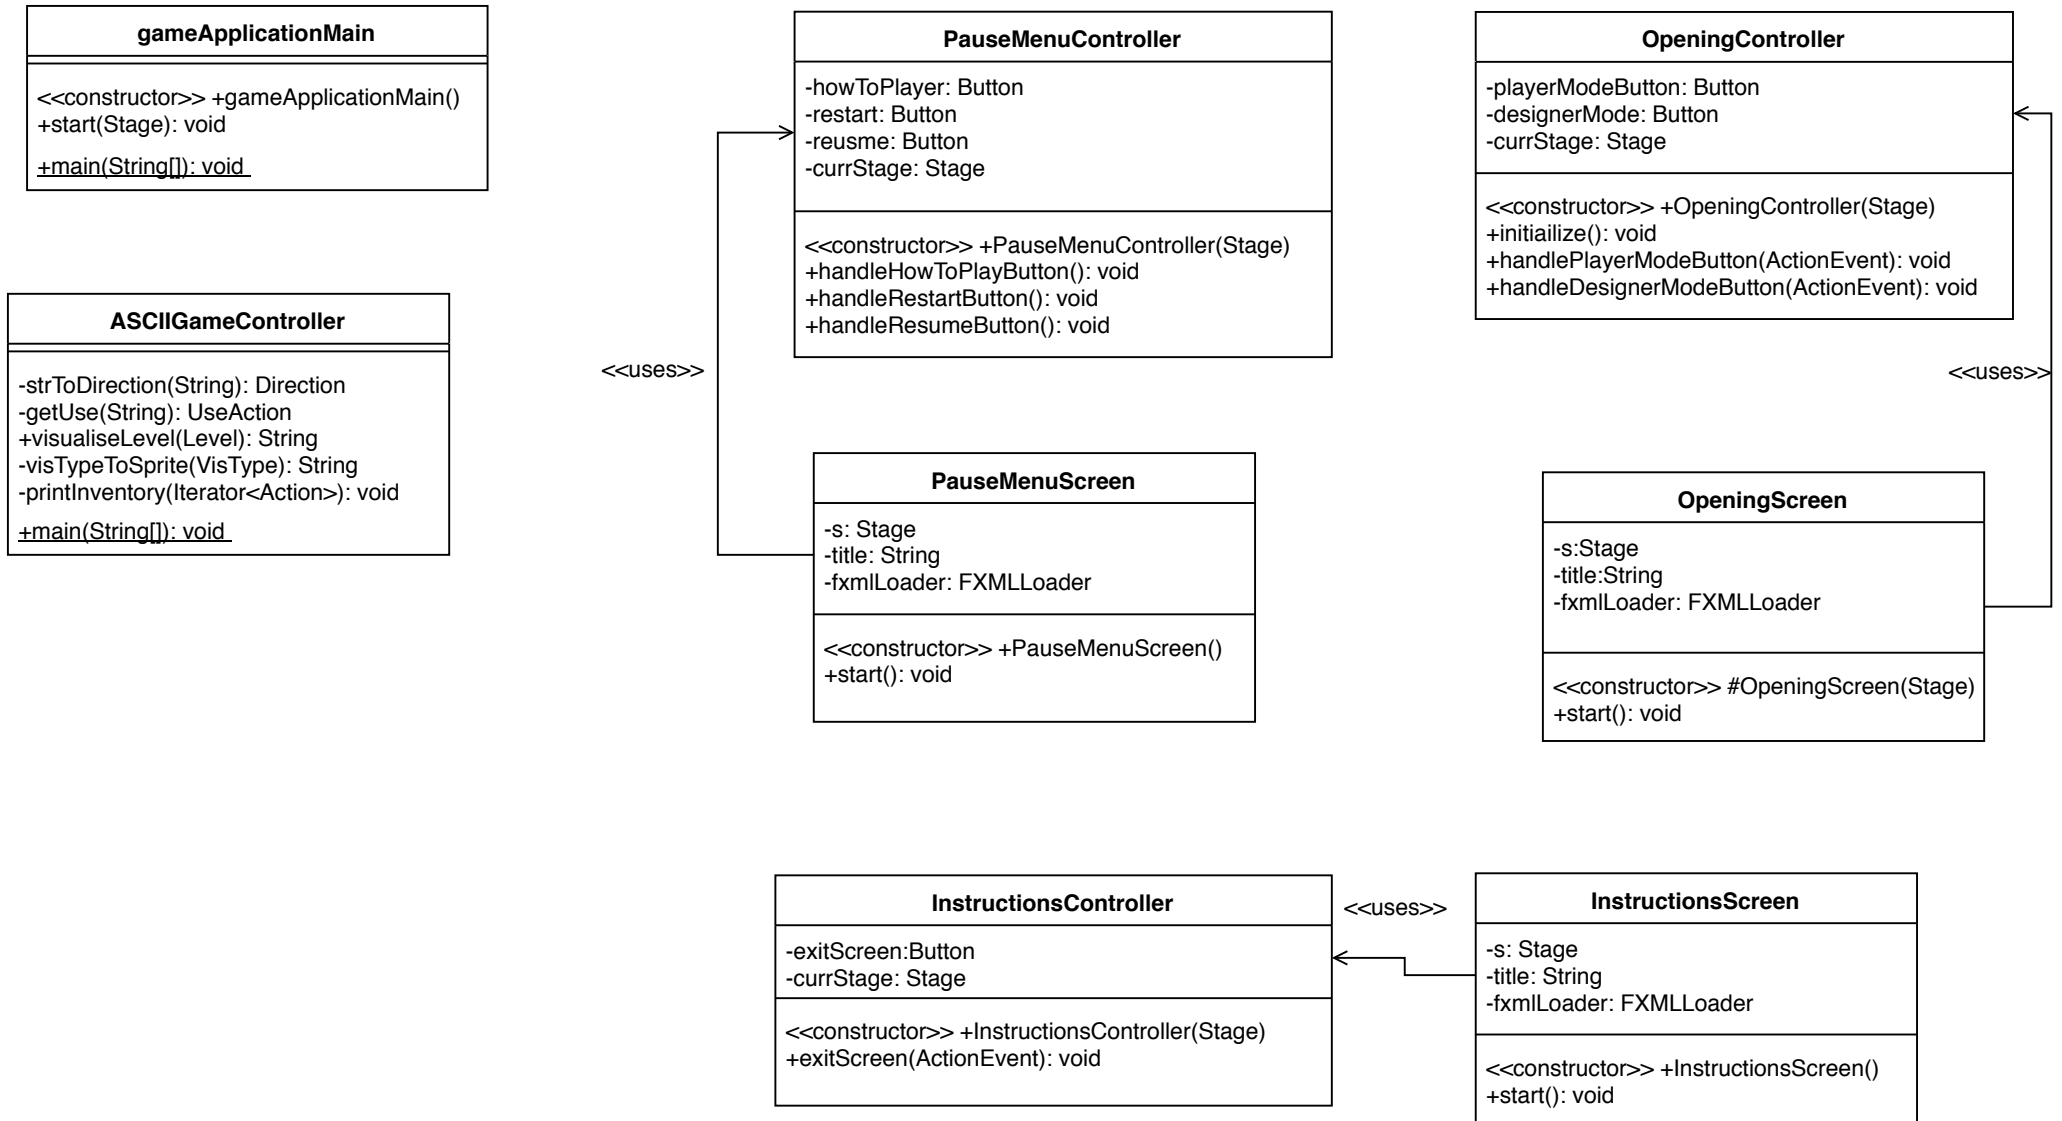 gameApplicationMain
<<constructor>> +gameApplicationMain()
+start(Stage): void
+main(String[]): void
ASCIIGameController
-strToDirection(String): Direction
-getUse(String): UseAction
+visualiseLevel(Level): String
-visTypeToSprite(VisType): String
-printInventory(Iterator<Action>): void
+main(String[]): void
PauseMenuController
-howToPlayer: Button
-restart: Button
-reusme: Button
-currStage: Stage
<<constructor>> +PauseMenuController(Stage)
+handleHowToPlayButton(): void
+handleRestartButton(): void
+handleResumeButton(): void
<<uses>>
PauseMenuScreen
-s: Stage
-title: String
-fxmlLoader: FXMLLoader
<<constructor>> +PauseMenuScreen()
+start(): void
OpeningController
-playerModeButton: Button
-designerMode: Button
-currStage: Stage
<<constructor>> +OpeningController(Stage)
+initiailize(): void
+handlePlayerModeButton(ActionEvent): void
+handleDesignerModeButton(ActionEvent): void
<<uses>>
OpeningScreen
-s:Stage
-title:String
-fxmlLoader: FXMLLoader
<<constructor>> #OpeningScreen(Stage)
+start(): void
InstructionsController
-exitScreen:Button
-currStage: Stage
<<constructor>> +InstructionsController(Stage)
+exitScreen(ActionEvent): void
<<uses>>
InstructionsScreen
-s: Stage
-title: String
-fxmlLoader: FXMLLoader
<<constructor>> +InstructionsScreen()
+start(): void